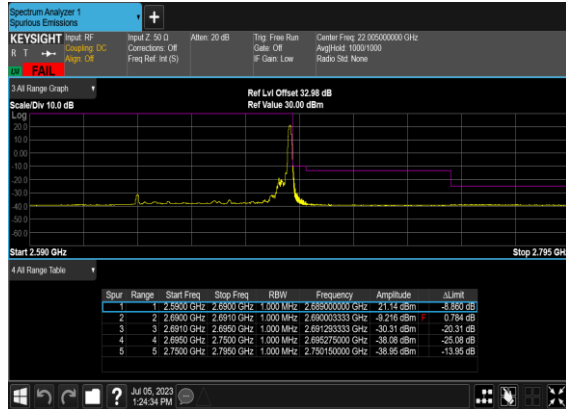 Spectrum Analyzer 1
Spurious Emissions
+
KEYSIGHT Input: RF Input Z: 50 Ω Atten: 20 dB Trig: Free Run Center Freq: 22.005000000 GHz
R T Coupling: DC Corrections: Off Gate: Off Avg|Hold: 1000/1000
Align: Off Freq Ref: Int (S) IF Gain: Low Radio Std: None
LV FAIL
3 All Range Graph
Ref Lvl Offset 32.98 dB
Scale/Div 10.0 dB Ref Value 30.00 dBm
Log
20.0
10.0
0.00
-10.0
-20.0
-30.0
-40.0
-50.0
-60.0
Start 2.590 GHz Stop 2.795 GH
4 All Range Table
Spur Range Start Freq Stop Freq RBW Frequency Amplitude ΔLimit
1 1 2.5900 GHz 2.6900 GHz 1.000 MHz 2.689000000 GHz 21.14 dBm -8.860 dB
2 2 2.6900 GHz 2.6910 GHz 1.000 MHz 2.690003333 GHz -9.216 dBm F 0.784 dB
3 3 2.6910 GHz 2.6950 GHz 1.000 MHz 2.691293333 GHz -30.31 dBm -20.31 dB
4 4 2.6950 GHz 2.7500 GHz 1.000 MHz 2.695275000 GHz -38.08 dBm -25.08 dB
5 5 2.7500 GHz 2.7950 GHz 1.000 MHz 2.750150000 GHz -38.95 dBm -13.95 dB
? Jul 05, 2023
1:24:34 PM